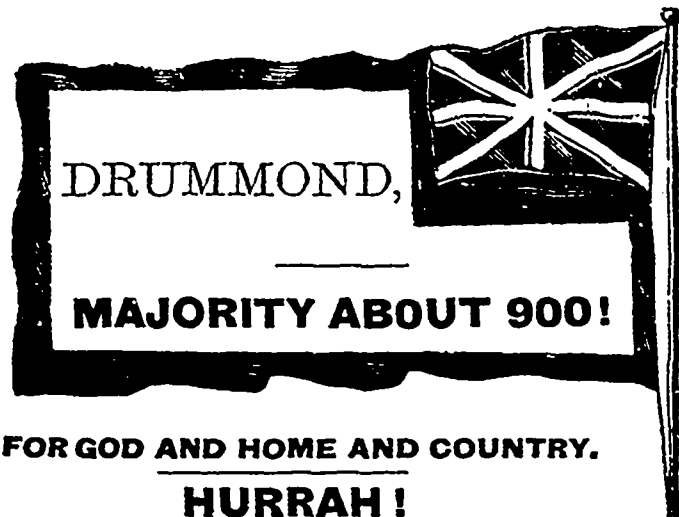 DRUMMOND,
MAJORITY ABOUT 900!
FOR GOD AND HOME AND COUNTRY.
HURRAH!